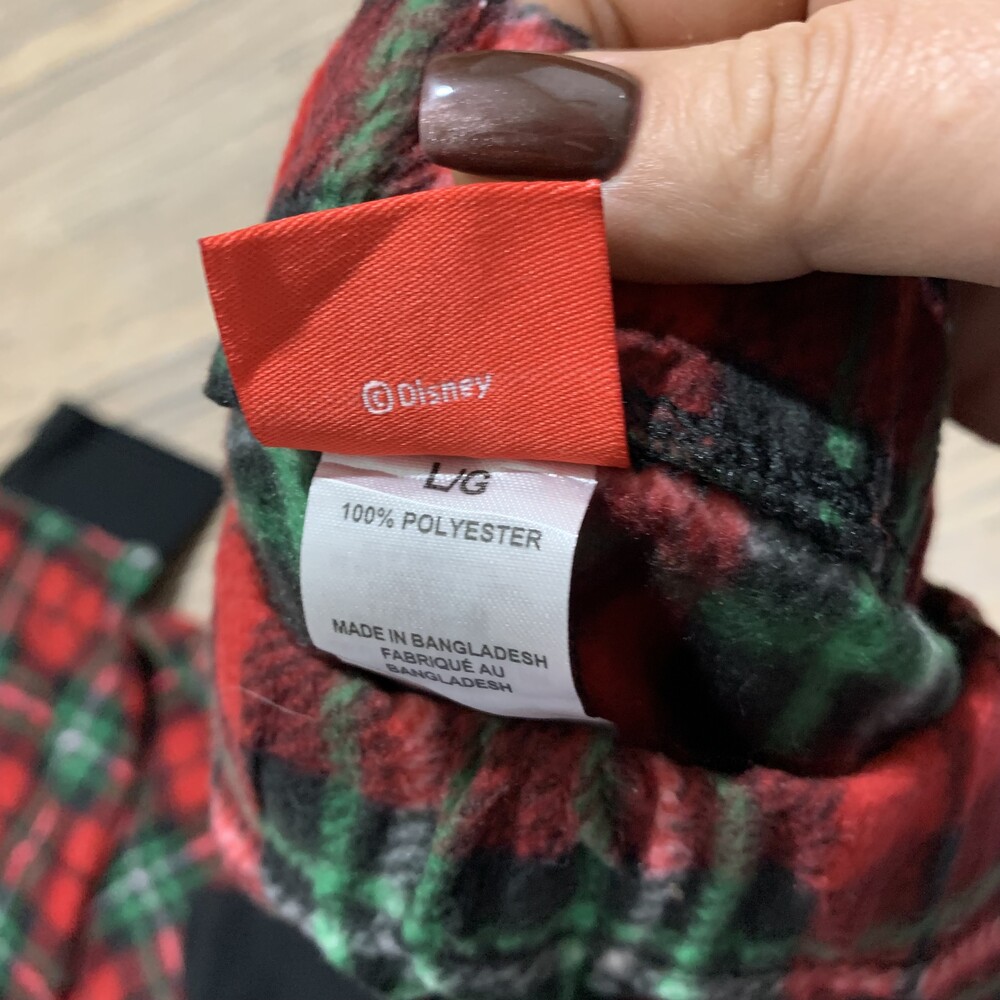 ©Disney
L/G
100% POLYESTER
MADE IN BANGLADESH
FABRIQUÉ AU
BANGLADESH